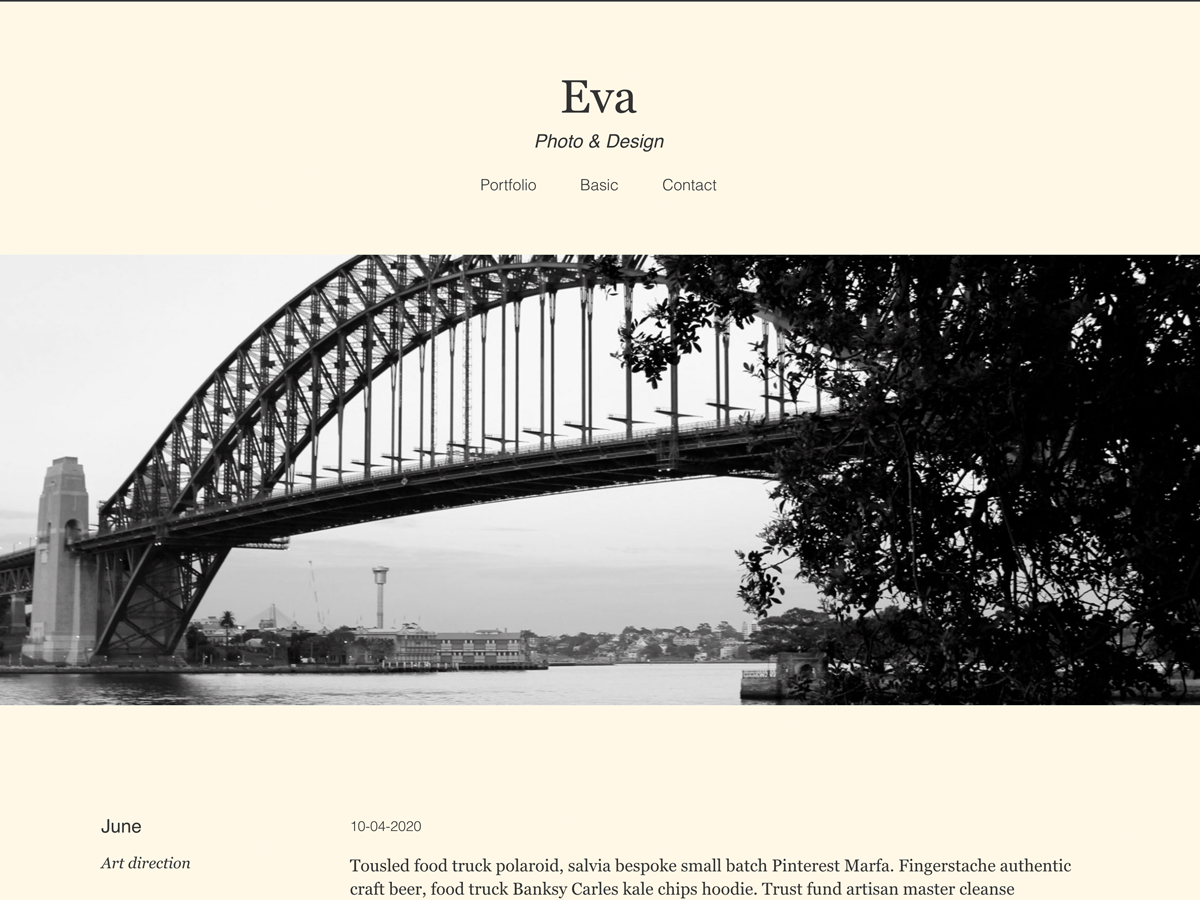 Eva
Photo & Design
Portfolio Basic Contact
June
10-04-2020
Art direction
Tousled food truck polaroid, salvia bespoke small batch Pinterest Marfa. Fingerstache authentic
craft beer, food truck Banksy Carles kale chips hoodie. Trust fund artisan master cleanse